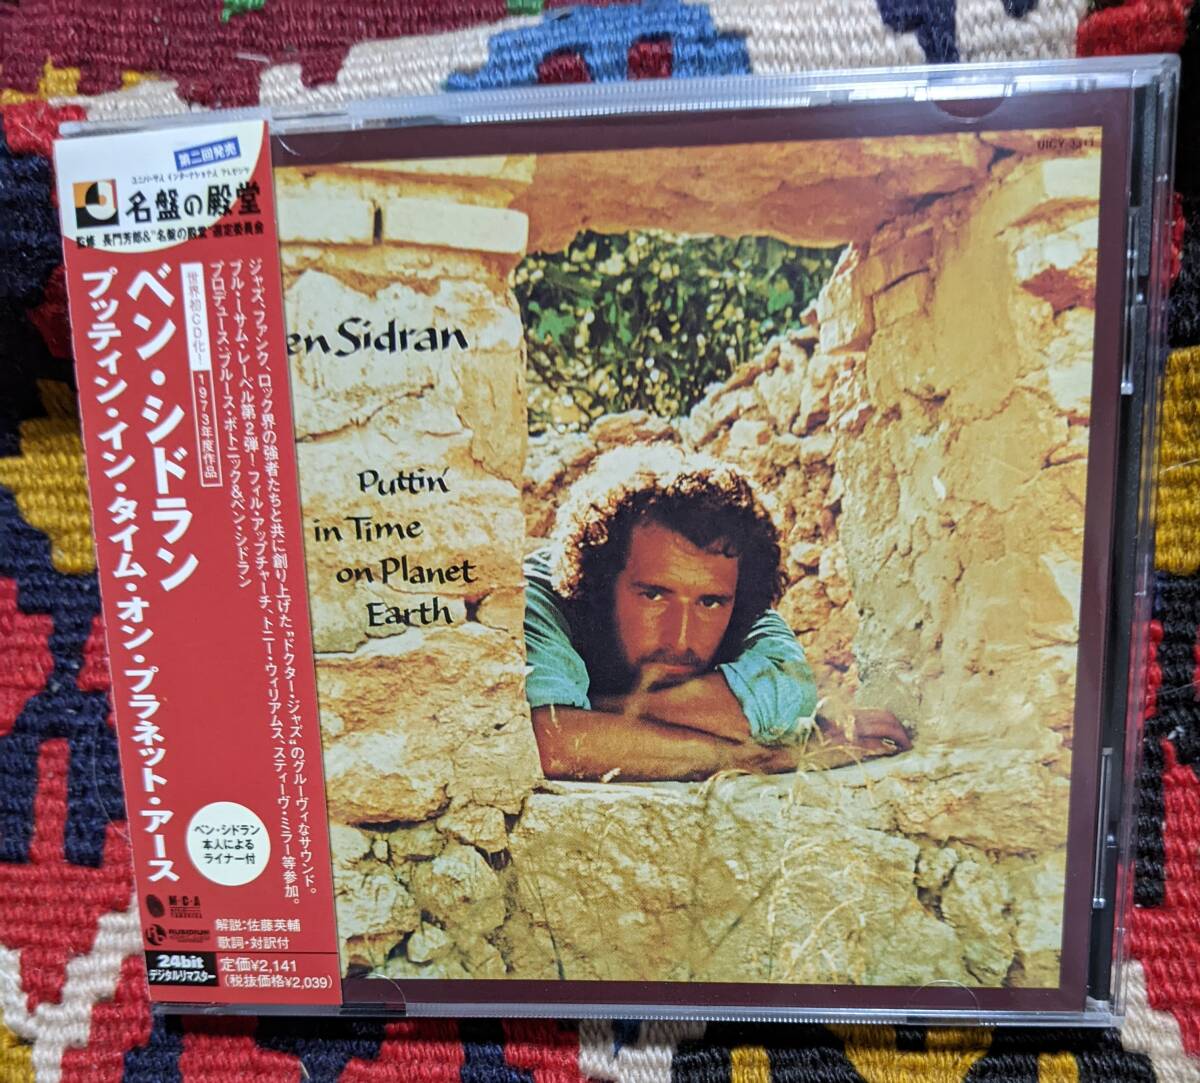 第二回発売
ユニバーサル インターナショナル プレゼンツ
名盤の殿堂
監修 長門芳郎&"名盤の殿堂"選定委員会
ベン・シドラン
プッティン・イン・タイム・オン・プラネット・アース
世界初CD化!
1973年度作品
ジャズ、ファンク、ロック界の強者たちと共に創り上げた"ドクター・ジャズ"のグルーヴィなサウンド。
ブルー・サム・レーベル第2弾! フィル・アップチャーチ、トニー・ウィリアムス、スティーヴ・ミラー等参加。
プロデュース:ブルース・ボトニック&ベン・シドラン
ベン・シドラン
本人による
ライナー付
M・C・A
RUBIDIUM
解説:佐藤英輔
歌詞・対訳付
24bit
デジタルリマスター
定価¥2,141
(税抜価格¥2,039)
UICY-3311
en Sidran
Puttin'
in Time
on Planet
Earth